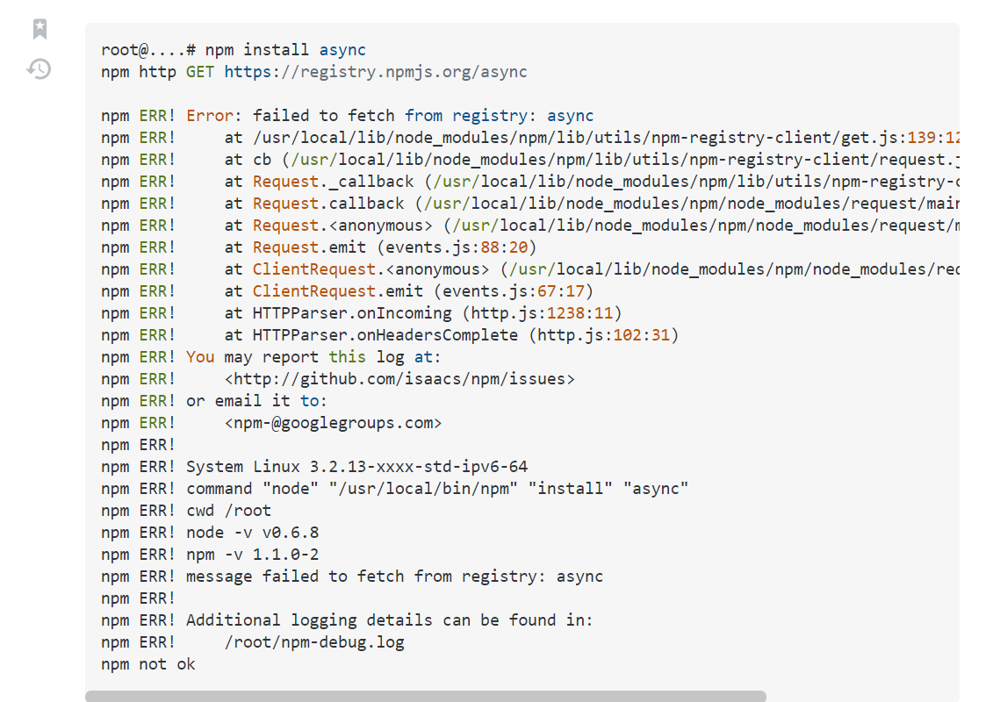 root@....# npm install async
npm http GET https://registry.npmjs.org/async

npm ERR! Error: failed to fetch from registry: async
npm ERR!     at /usr/local/lib/node_modules/npm/lib/utils/npm-registry-client/get.js:139:12
npm ERR!     at cb (/usr/local/lib/node_modules/npm/lib/utils/npm-registry-client/request.j
npm ERR!     at Request._callback (/usr/local/lib/node_modules/npm/lib/utils/npm-registry-c
npm ERR!     at Request.callback (/usr/local/lib/node_modules/npm/node_modules/request/main
npm ERR!     at Request.<anonymous> (/usr/local/lib/node_modules/npm/node_modules/request/m
npm ERR!     at Request.emit (events.js:88:20)
npm ERR!     at ClientRequest.<anonymous> (/usr/local/lib/node_modules/npm/node_modules/req
npm ERR!     at ClientRequest.emit (events.js:67:17)
npm ERR!     at HTTPParser.onIncoming (http.js:1238:11)
npm ERR!     at HTTPParser.onHeadersComplete (http.js:102:31)
npm ERR! You may report this log at:
npm ERR!     <http://github.com/isaacs/npm/issues>
npm ERR! or email it to:
npm ERR!     <npm-@googlegroups.com>
npm ERR!
npm ERR! System Linux 3.2.13-xxxx-std-ipv6-64
npm ERR! command "node" "/usr/local/bin/npm" "install" "async"
npm ERR! cwd /root
npm ERR! node -v v0.6.8
npm ERR! npm -v 1.1.0-2
npm ERR! message failed to fetch from registry: async
npm ERR!
npm ERR! Additional logging details can be found in:
npm ERR!     /root/npm-debug.log
npm not ok